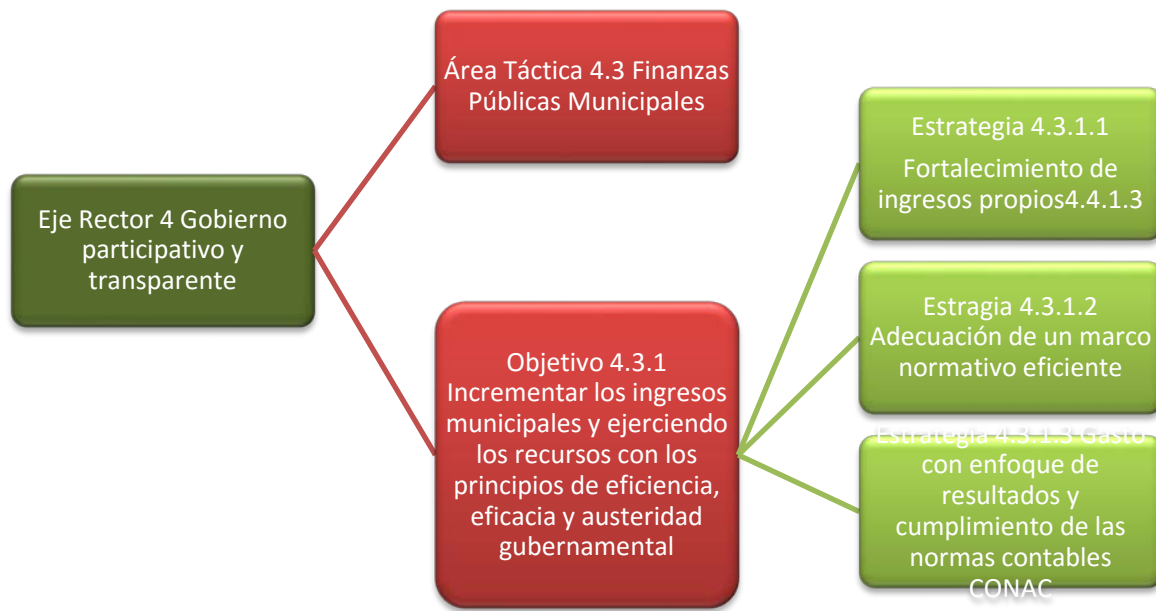 Eje Rector 4 Gobierno
participativo y
transparente
Área Táctica 4.3 Finanzas
Públicas Municipales
Objetivo 4.3.1
Incrementar los ingresos
municipales y ejerciendo
los recursos con los
principios de eficiencia,
eficacia y austeridad
gubernamental
Estrategia 4.3.1.1
Fortalecimiento de
ingresos propios4.4.1.3
Estragia 4.3.1.2
Adecuación de un marco
normativo eficiente
Estrategia 4.3.1.3 Gasto
con enfoque de
resultados y
cumplimiento de las
normas contables
CONAC